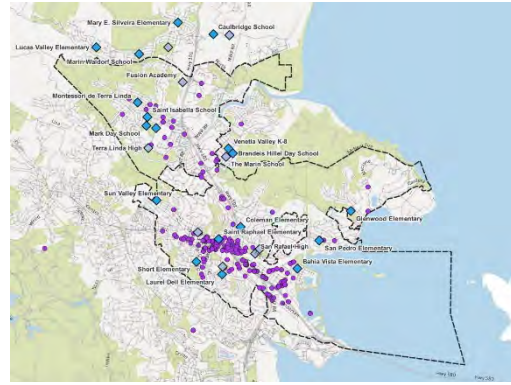 Mary E. Silveira Elementary
Caulbridge School
Lucas Valley Elementary
Marin Waldorf School
Fusion Academy
Montessori de Terra Linda
Saint Isabella School
Mark Day School
Terra Linda High
Venetia Valley K-8
Brandeis Hillel Day School
The Marin School
Sun Valley Elementary
Glenwood Elementary
Coleman Elementary
Saint Raphael Elementary
San Rafael High
San Pedro Elementary
Short Elementary
Bahia Vista Elementary
Laurel Dell Elementary
Hwy 580